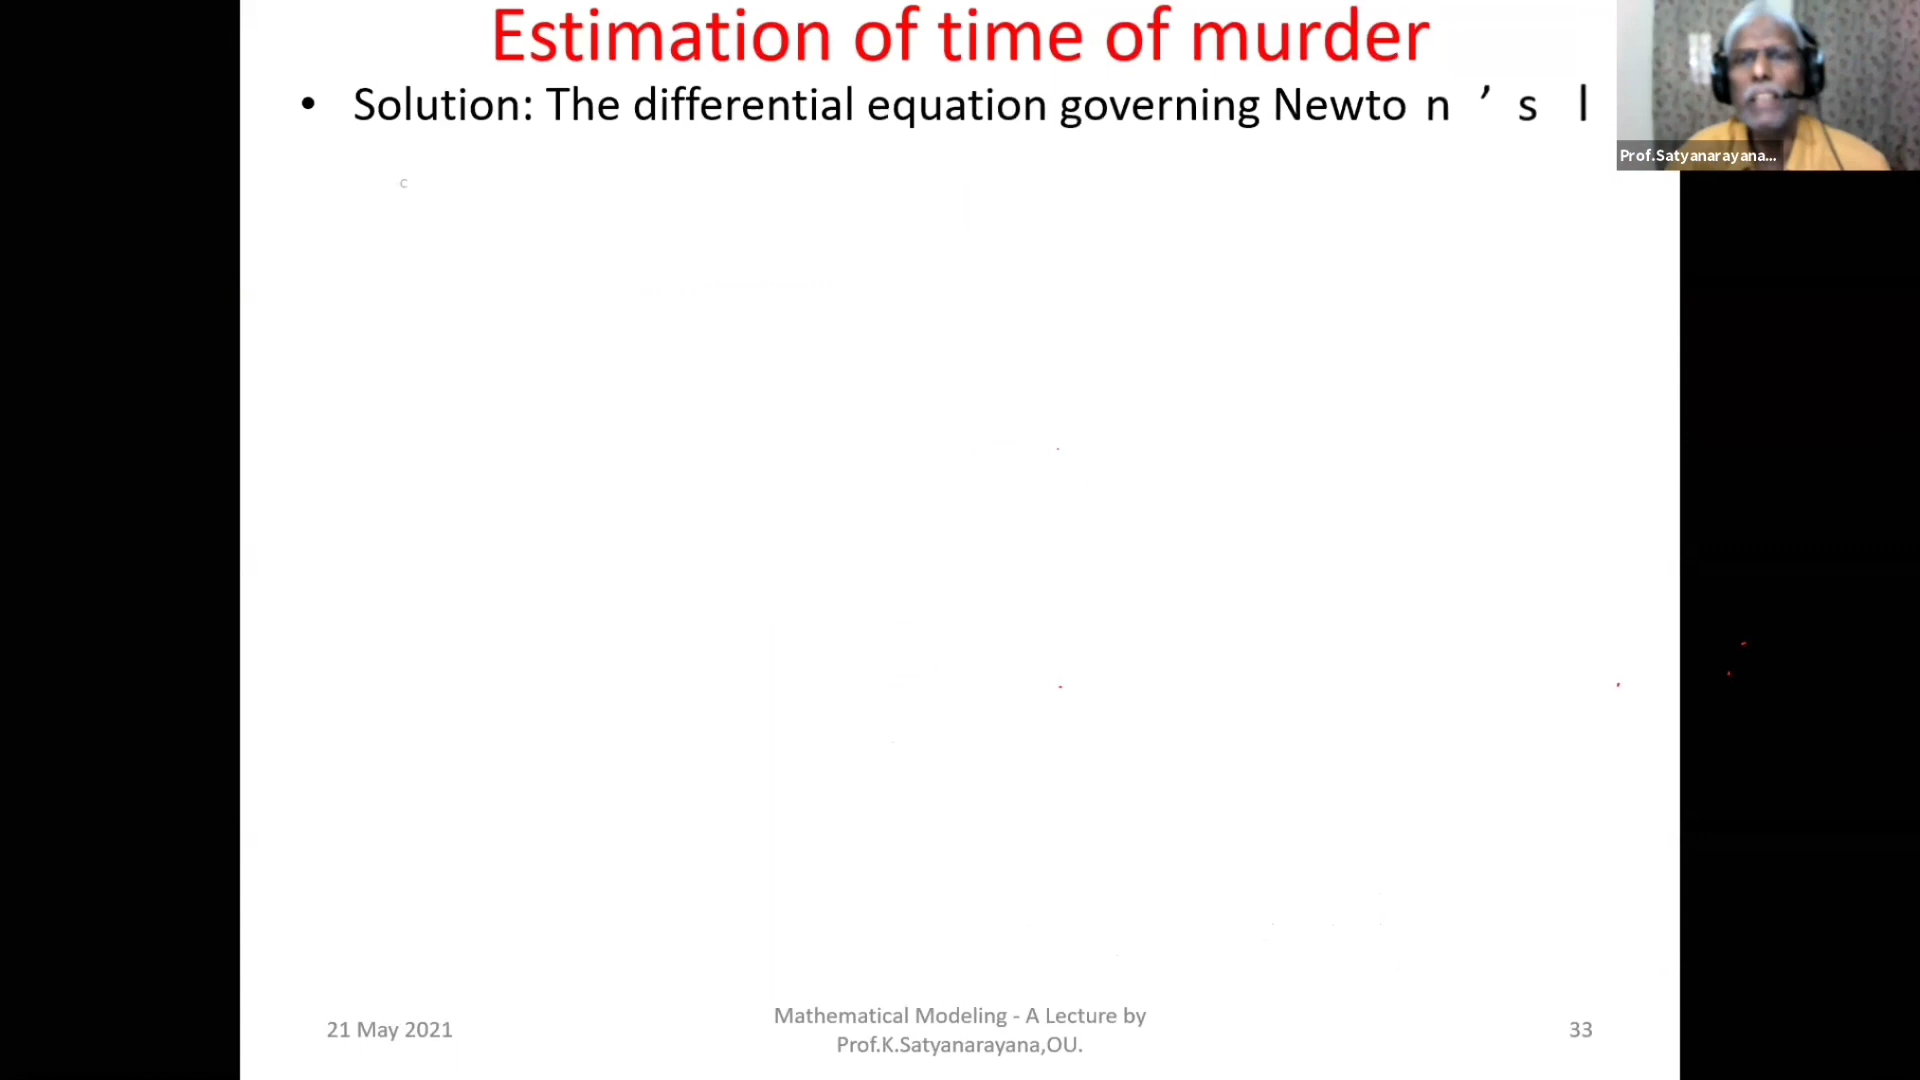 Estimation of time of murder
• Solution: The differential equation governing Newton’s l
Prof.Satyanarayana...
c
21 May 2021
Mathematical Modeling - A Lecture by
Prof.K.Satyanarayana,OU.
33